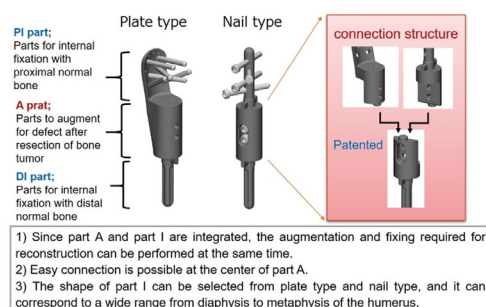 Plate type
Nail type
PI part;
Parts for internal
fixation with
proximal normal
bone
A prat;
Parts to augment
for defect after
resection of bone
tumor
DI part;
Parts for internal
fixation with distal
normal bone
connection structure
Patented
1) Since part A and part I are integrated, the augmentation and fixing required for
reconstruction can be performed at the same time.
2) Easy connection is possible at the center of part A.
3) The shape of part I can be selected from plate type and nail type, and it can
correspond to a wide range from diaphysis to metaphysis of the humerus.